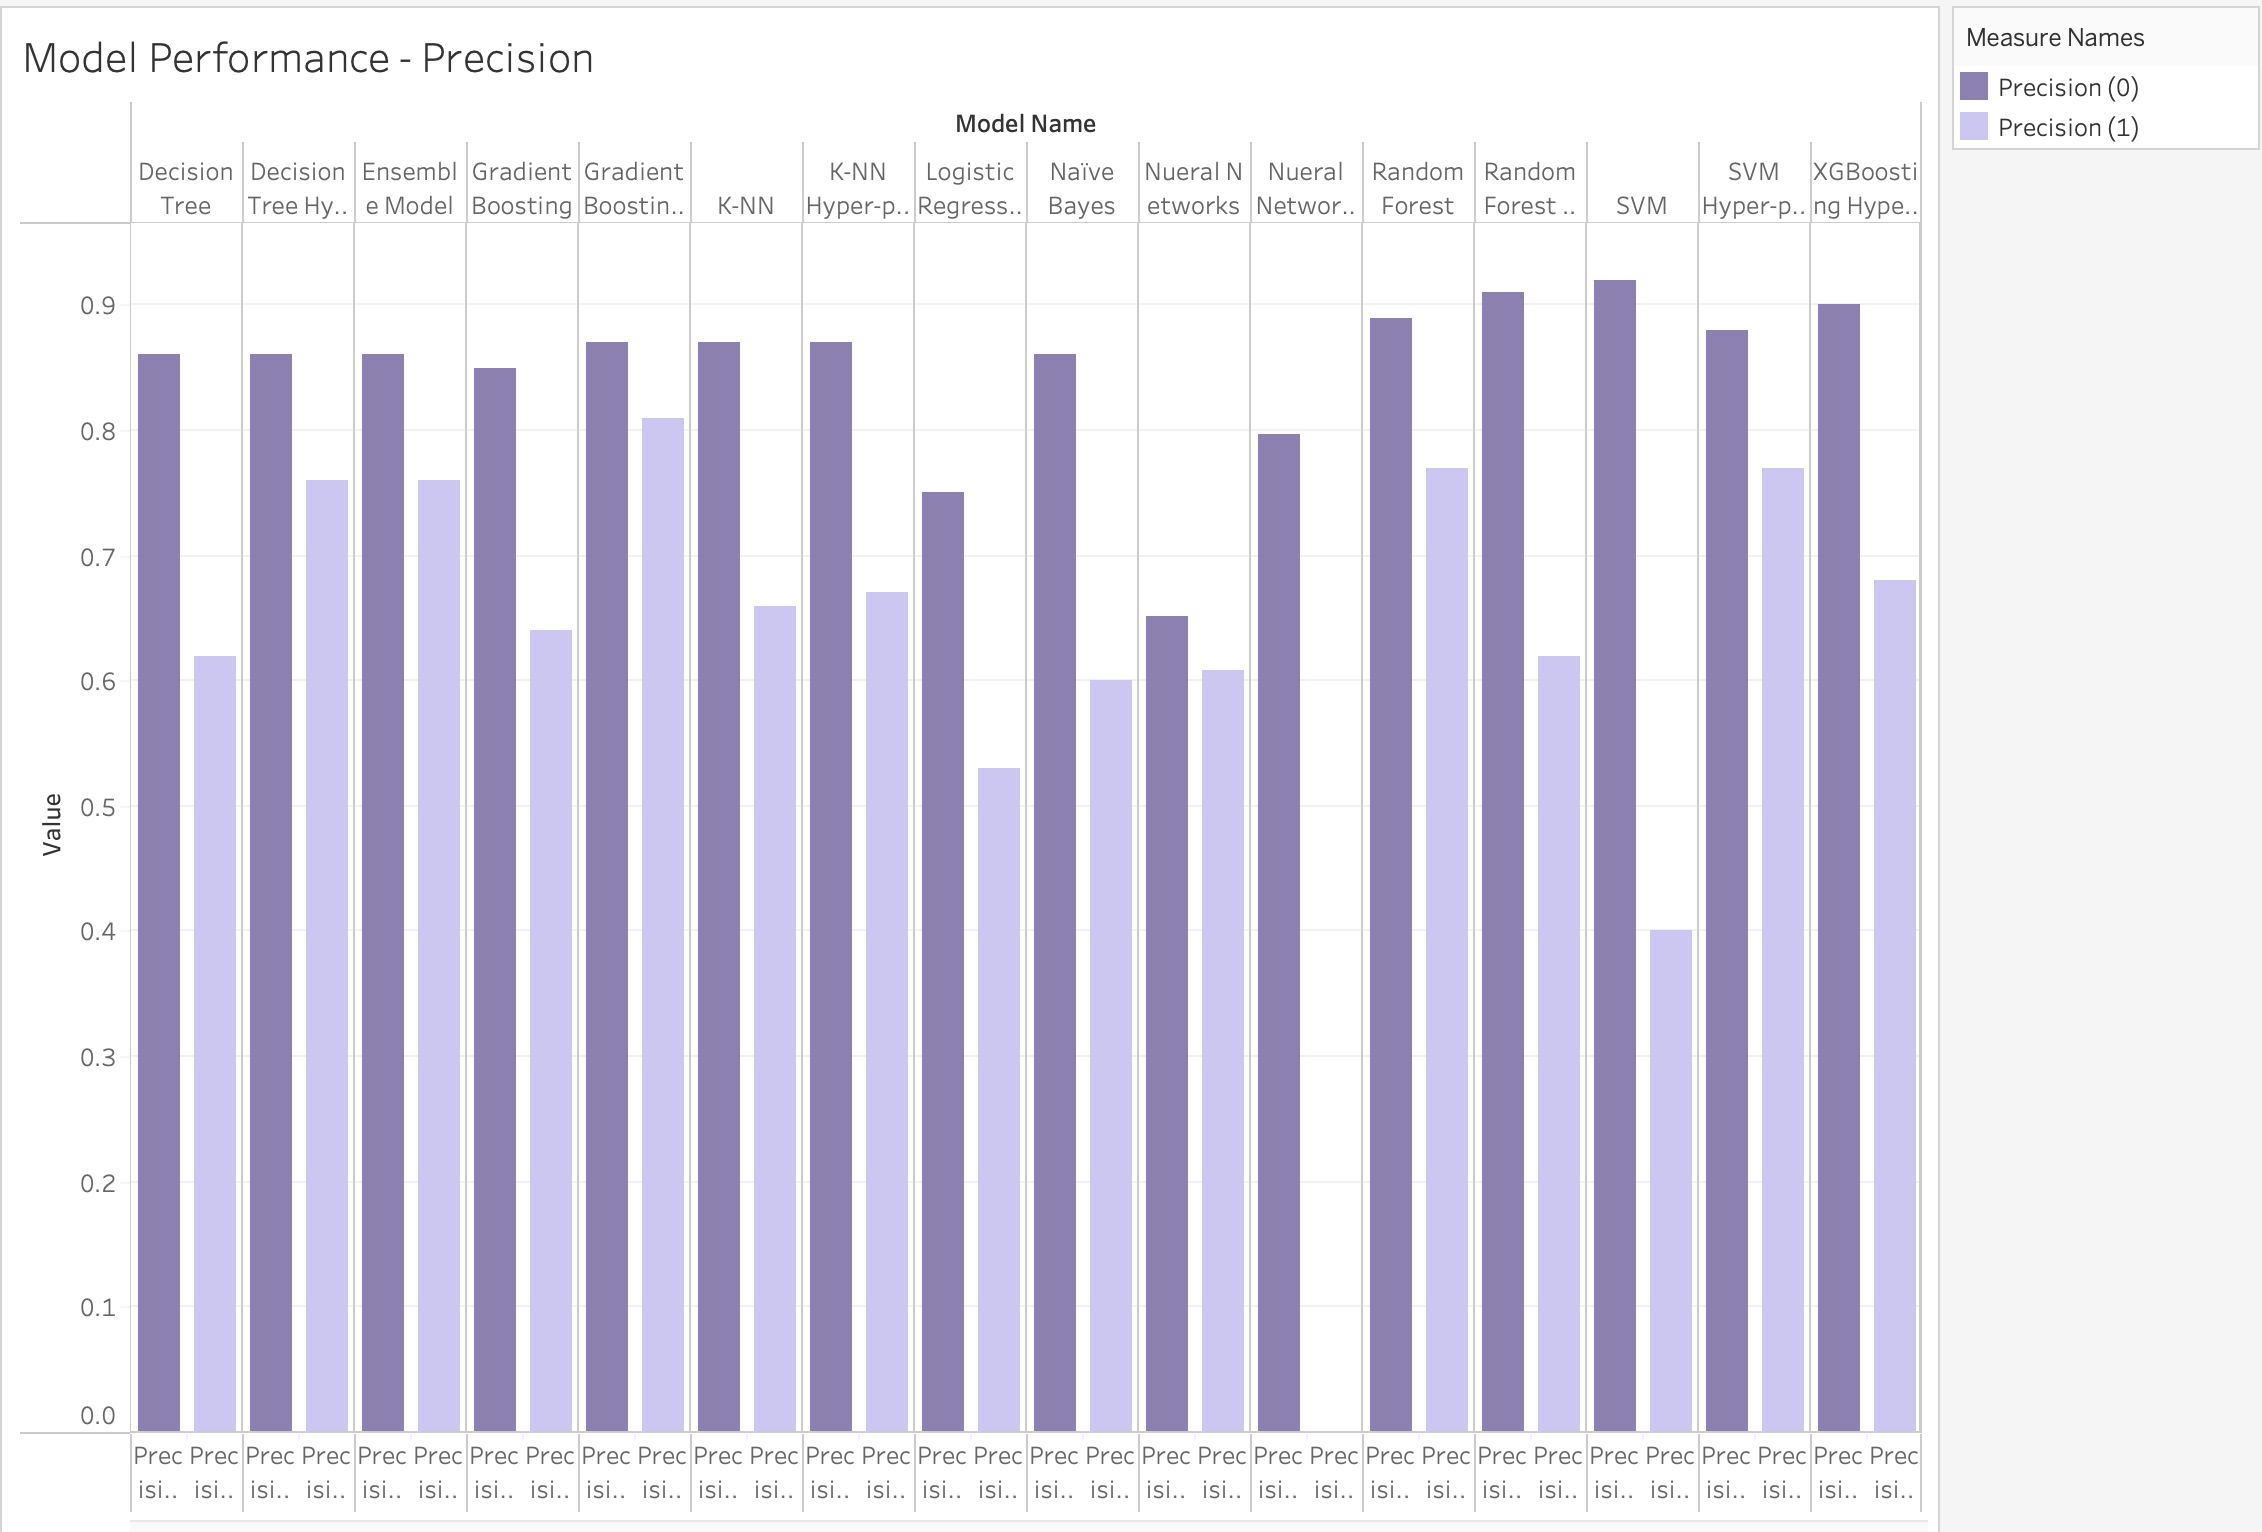 Model Performance - Precision
Model Name
Decision Tree
Decision Tree Hy..
Ensembl
e Model
Gradient Boosting
Gradient Boostin..
K-NN
K-NN Hyper-p..
Logistic Regress..
Naïve Bayes
Nueral N
etworks
Nueral Networ..
Random Forest
Random Forest ..
SVM
SVM Hyper-p..
XGBoosti
ng Hype..
0.9
0.8
0.7
0.6
0.5
0.4
0.3
0.2
0.1
0.0
Value
Prec Prec Prec Prec Prec Prec Prec Prec Prec Prec Prec Prec Prec Prec Prec Prec Prec Prec Prec Prec Prec Prec Prec Prec Prec Prec Prec Prec Prec Prec Prec Prec
isi.. isi.. isi.. isi.. isi.. isi.. isi.. isi.. isi.. isi.. isi.. isi.. isi.. isi.. isi.. isi.. isi.. isi.. isi.. isi.. isi.. isi.. isi.. isi.. isi.. isi.. isi.. isi.. isi.. isi.. isi.. isi..
Measure Names
Precision (0)
Precision (1)